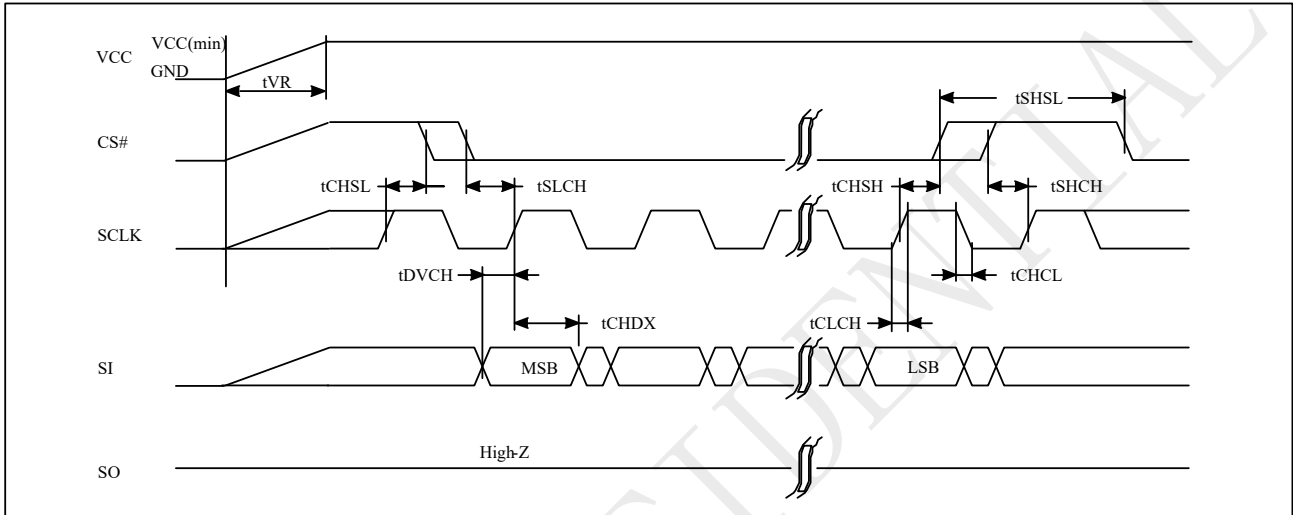 VCC
VCC(min)
GND
tVR
tSHSL
CS#
tCHSL
tSLCH
tCHSH
tSHCH
SCLK
tDVCH
tCHCL
tCHDX
tCLCH
SI
MSB
LSB
High-Z
SO